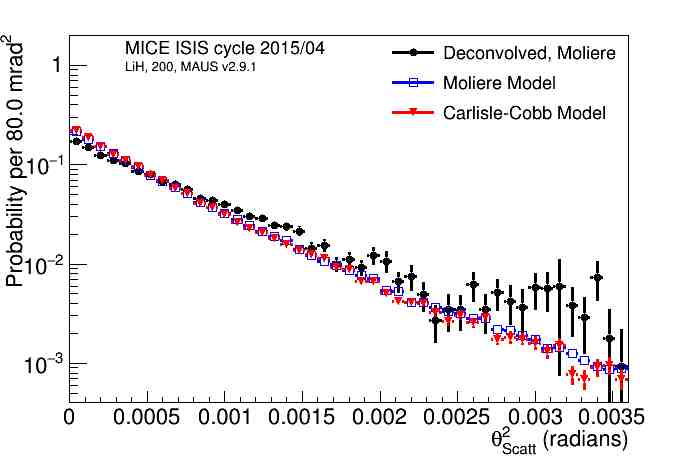 MICE ISIS cycle 2015/04
LiH, 200, MAUS v2.9.1
Deconvolved, Moliere
Moliere Model
Carlisle-Cobb Model
Probability per 80.0 mrad²
1
10⁻¹
10⁻²
10⁻³
0 0.0005 0.001 0.0015 0.002 0.0025 0.003 0.0035
θ²Scatt (radians)